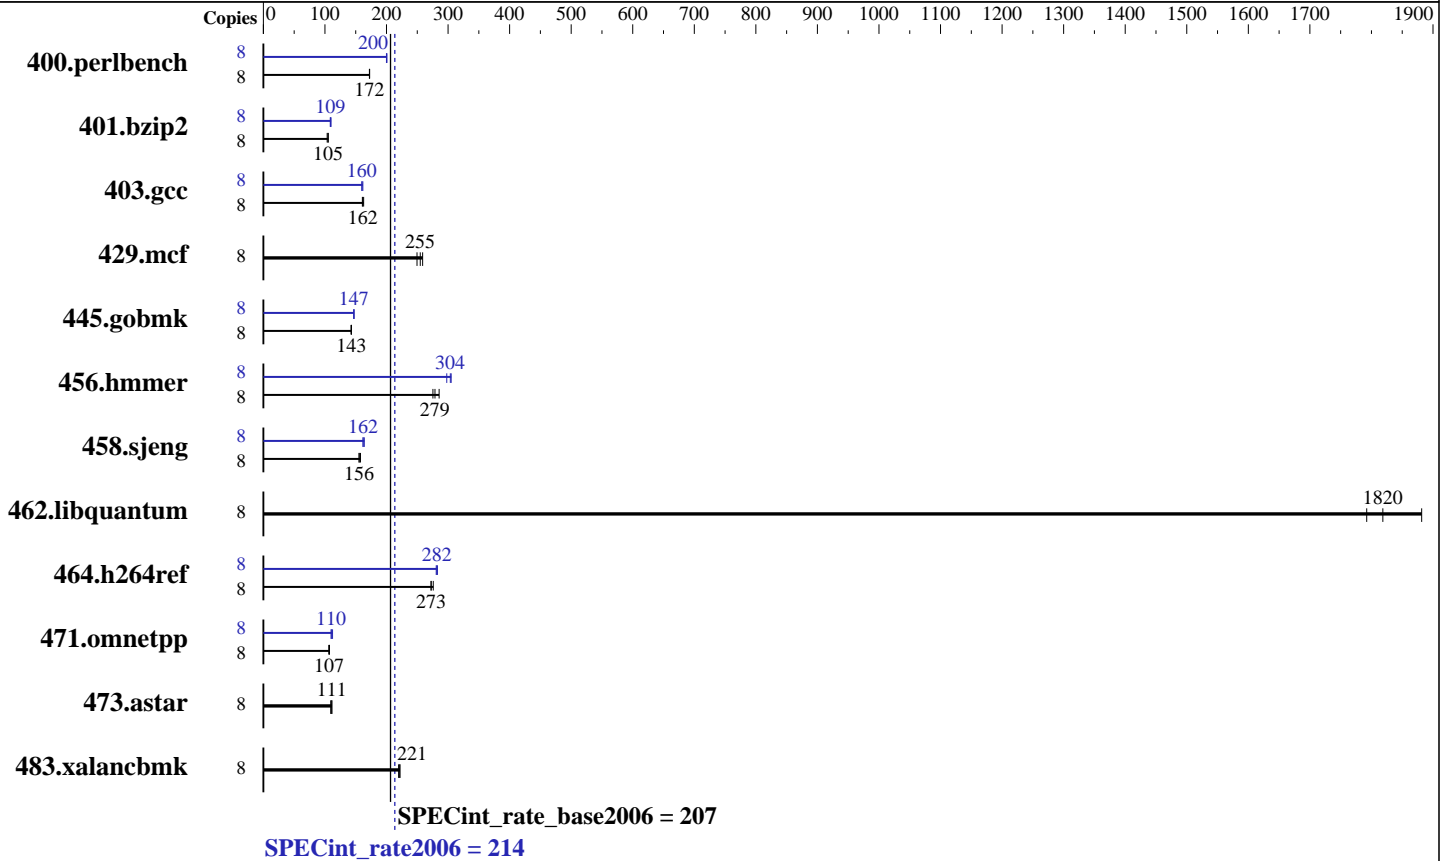 Copies 0 100 200 300 400 500 600 700 800 900 1000 1100 1200 1300 1400 1500 1600 1700 1900
400.perlbench 8 200
8 172
401.bzip2 8 109
8 105
403.gcc 8 160
8 162
429.mcf 8 255
445.gobmk 8 147
8 143
456.hmmer 8 304
8 279
458.sjeng 8 162
8 156
462.libquantum 8 1820
464.h264ref 8 282
8 273
471.omnetpp 8 110
8 107
473.astar 8 111
483.xalancbmk 8 221
SPECint_rate_base2006 = 207
SPECint_rate2006 = 214